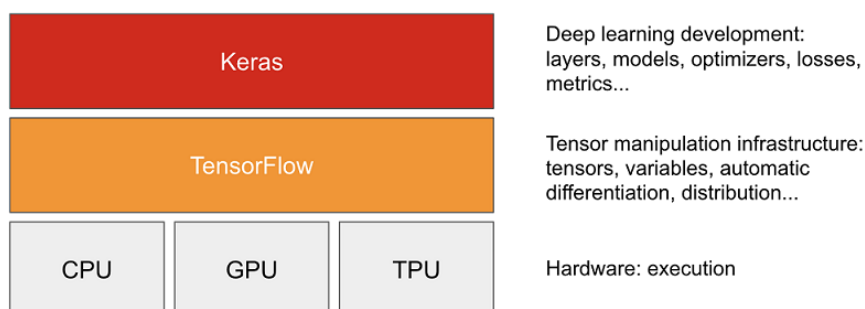 Keras
Deep learning development:
layers, models, optimizers, losses,
metrics...
TensorFlow
Tensor manipulation infrastructure:
tensors, variables, automatic
differentiation, distribution...
CPU
GPU
TPU
Hardware: execution